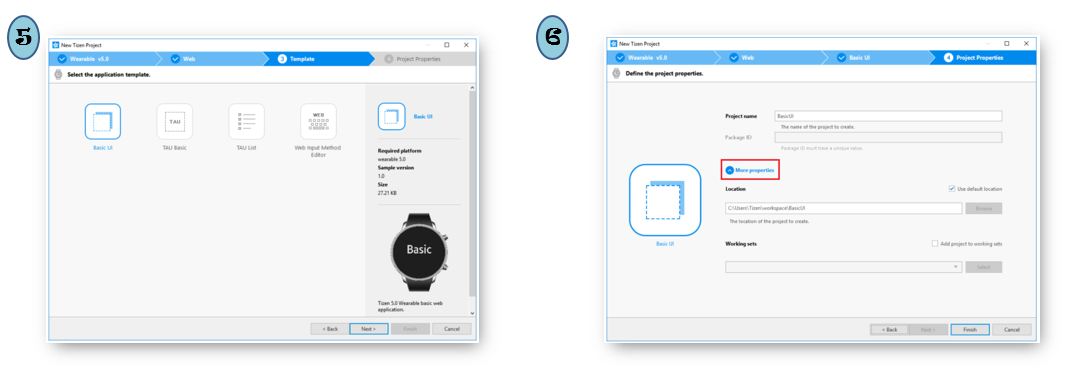 5
New Tizen Project
Wearable v5.0
Web
3 Template
4 Project Properties
Select the application template.
Basic UI
TAU
TAU Basic
TAU List
WEB
Web Input Method
Editor
Basic UI
Required platform
wearable 5.0
Sample version
1.0
Size
27.21 KB
Basic
Tizen 5.0 Wearable basic web
application.
< Back
Next >
Finish
Cancel
6
New Tizen Project
Wearable v5.0
Web
Basic UI
4 Project Properties
Define the project properties.
Basic UI
Project name
BasicUI
The name of the project to create.
Package ID
Package ID must have a unique value.
More properties
Location
Use default location
C:\Users\Tizen\workspace\BasicUI
Browse
The location of the project to create.
Working sets
Add project to working sets
Select
< Back
Next >
Finish
Cancel